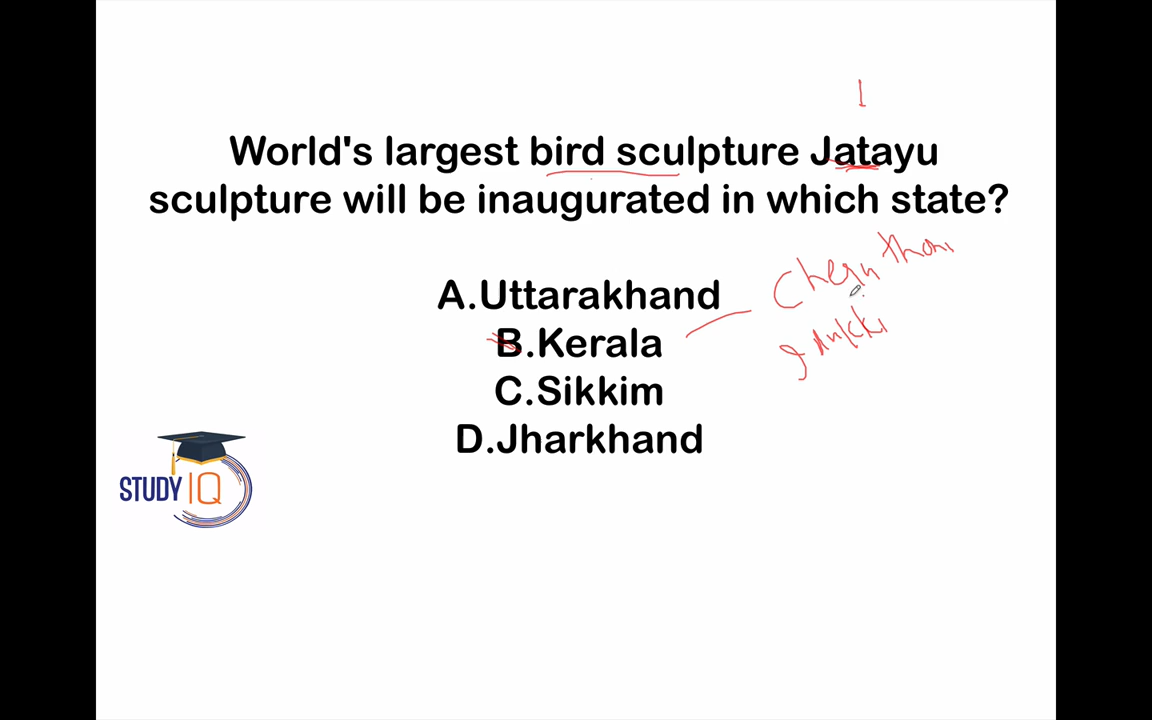 World's largest bird sculpture Jatayu
sculpture will be inaugurated in which state?
A.Uttarakhand
B.Kerala
C.Sikkim
D.Jharkhand
STUDY IQ